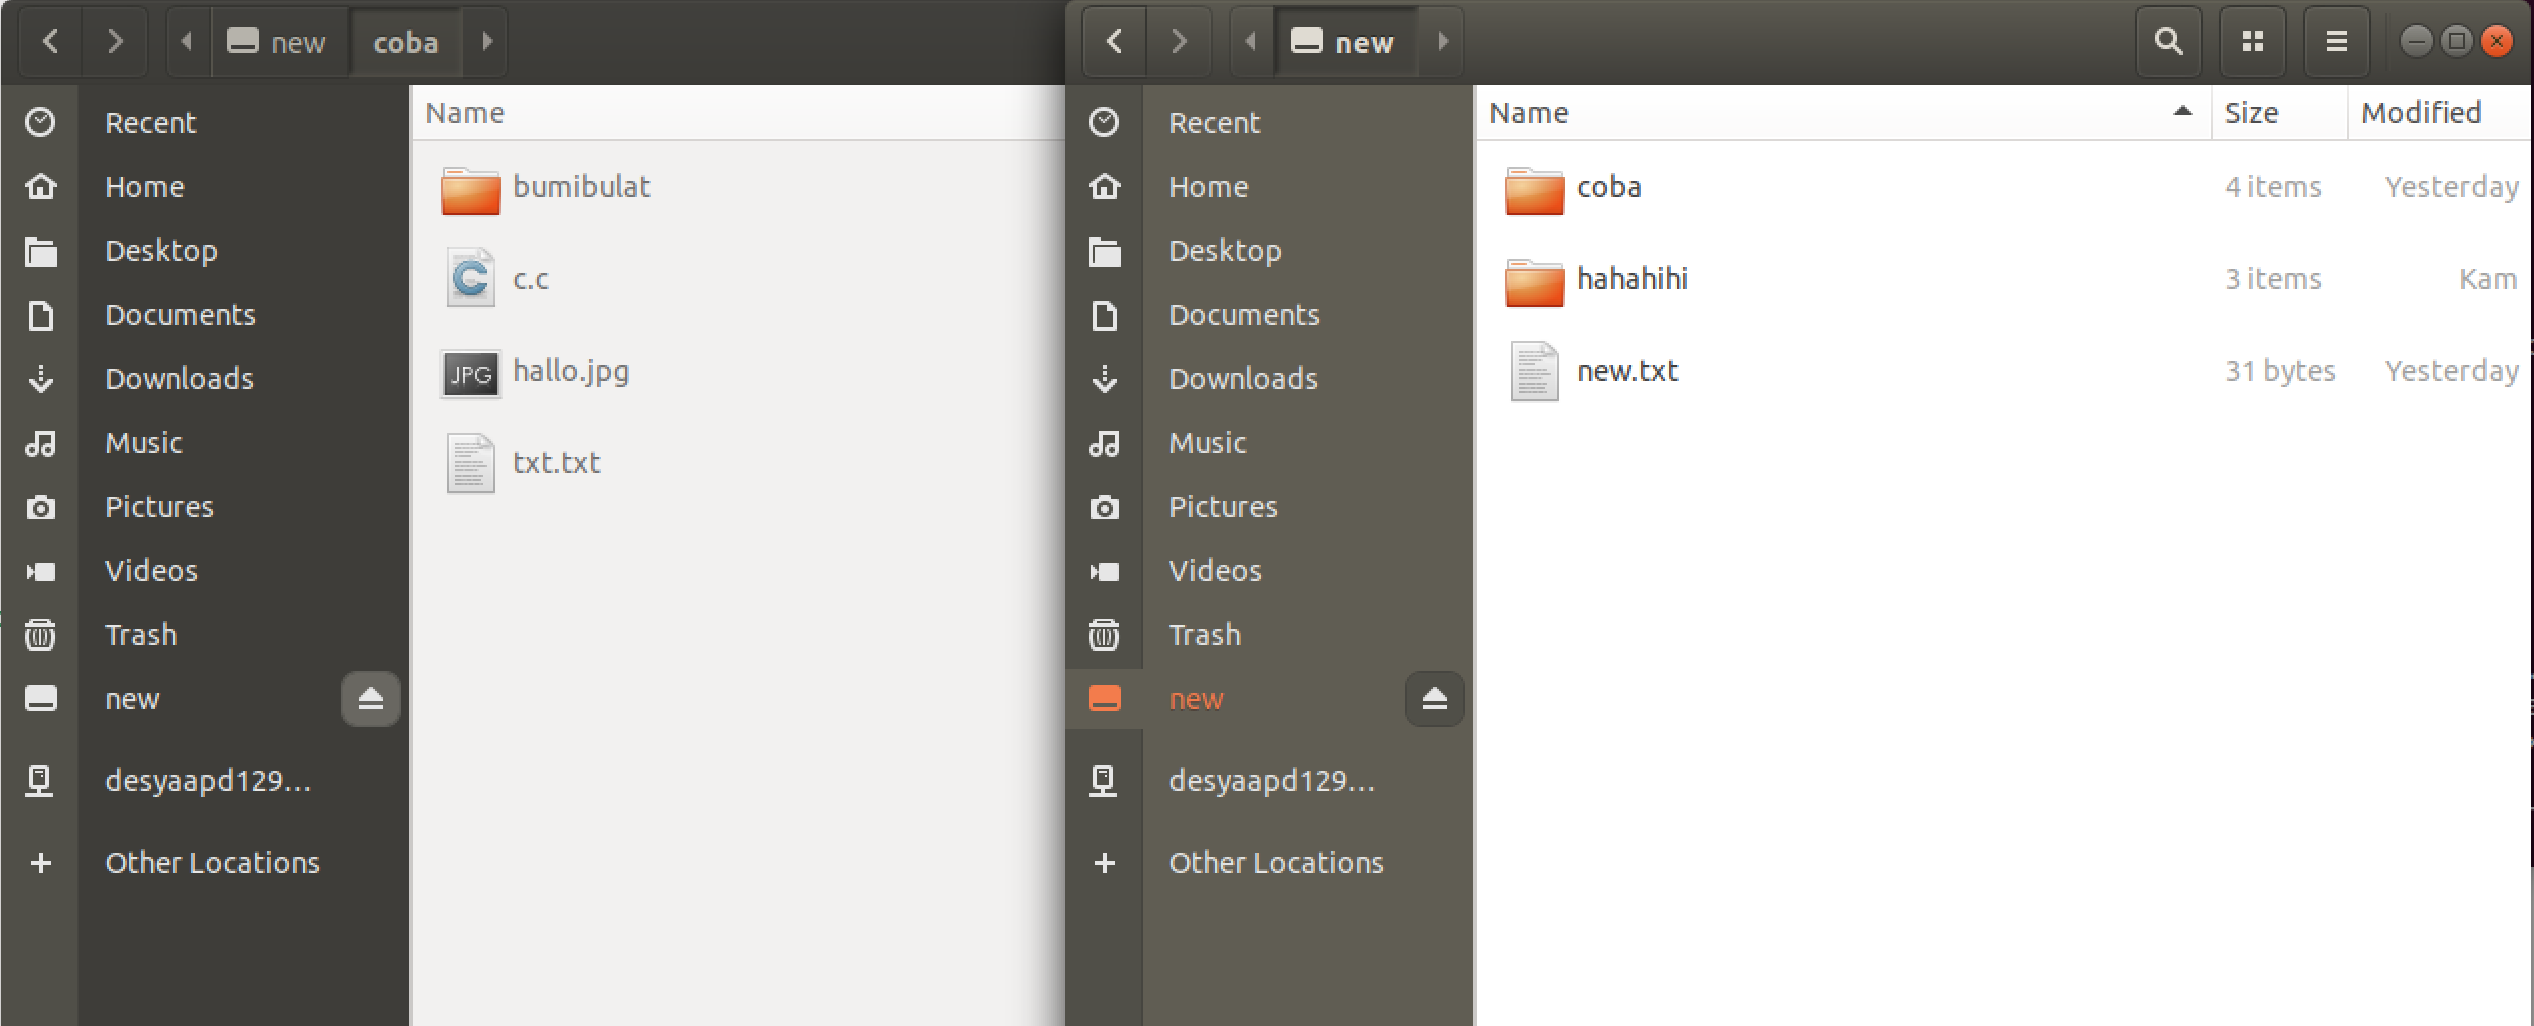 new
coba
Name
Recent
Home
Desktop
Documents
Downloads
Music
Pictures
Videos
Trash
new
desyaapd129...
Other Locations
bumibulat
C
c.c
JPG
hallo.jpg
txt.txt
new
Name Size Modified
Recent
Home
Desktop
Documents
Downloads
Music
Pictures
Videos
Trash
new
desyaapd129...
Other Locations
coba 4 items Yesterday
hahahihi 3 items Kam
new.txt 31 bytes Yesterday